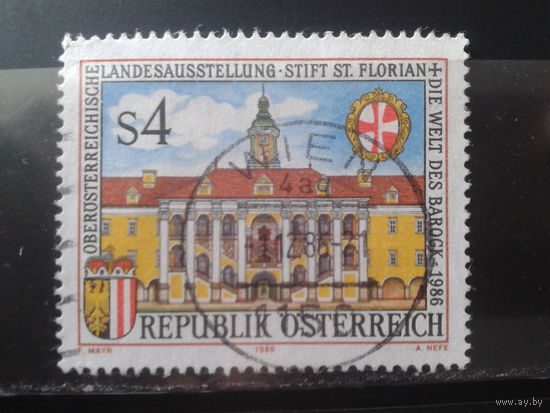 OBERÖSTERREICHISCHE
LANDESAUSSTELLUNG · STIFT ST. FLORIAN
DIE WELT DES BAROCK · 1986
S4
WIEN
REPUBLIK ÖSTERREICH
F. MAYR
1986
A. NEFE
www.ay.by